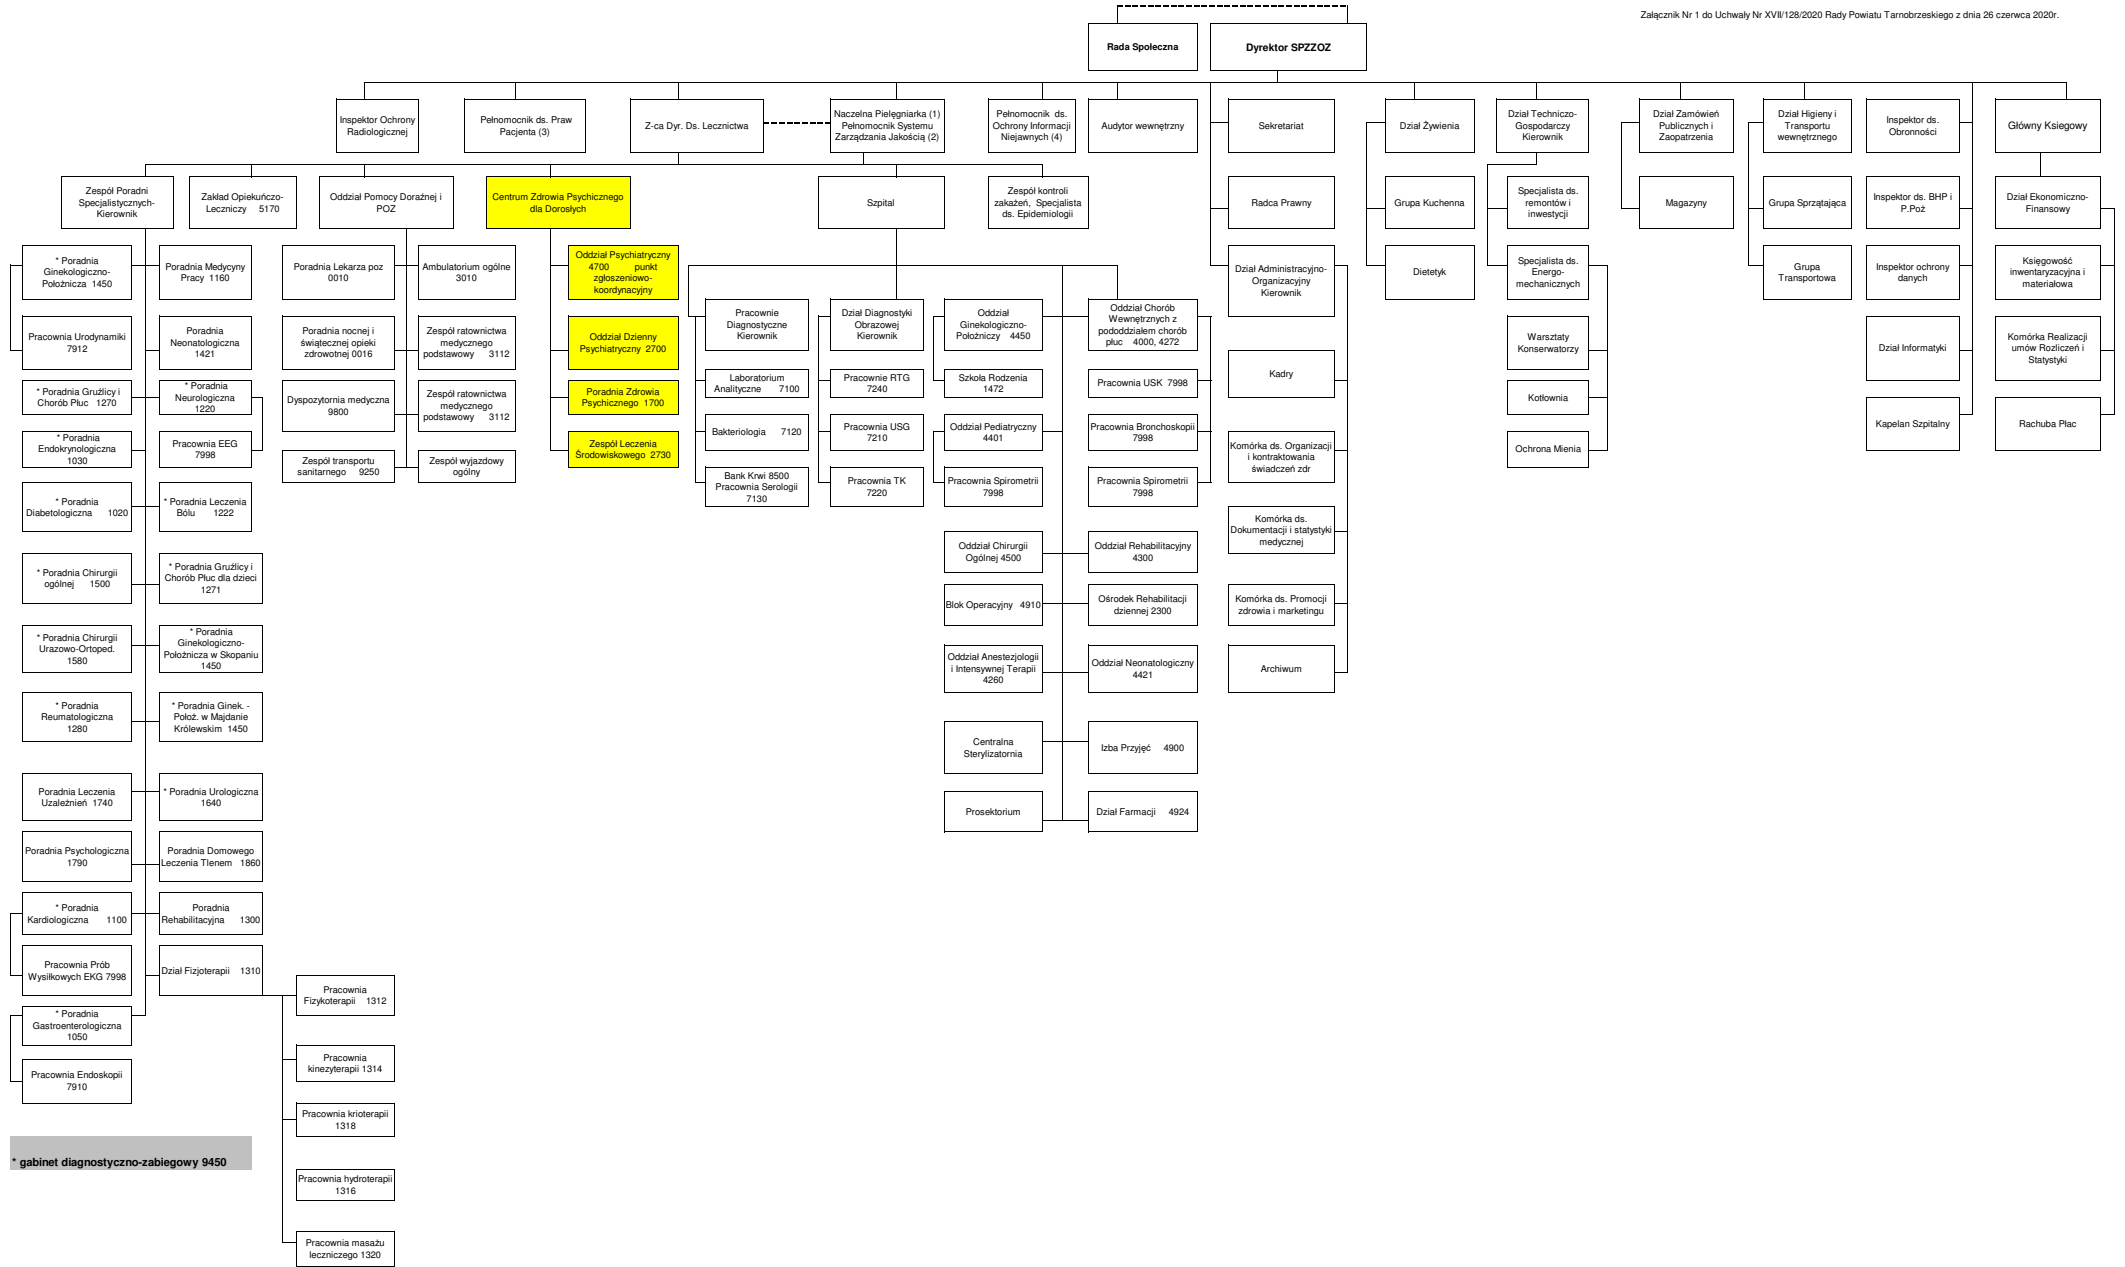 Załącznik Nr 1 do Uchwały Nr XVII/128/2020 Rady Powiatu Tarnobrzeskiego z dnia 26 czerwca 2020r.
Rada Społeczna
Dyrektor SPZZOZ
Inspektor Ochrony
Radiologicznej
Pełnomocnik ds. Praw
Pacjenta (3)
Z-ca Dyr. Ds. Lecznictwa
Naczelna Pielęgniarka (1)
Pełnomocnik Systemu
Zarządzania Jakością (2)
Pełnomocnik ds.
Ochrony Informacji
Niejawnych (4)
Audytor wewnętrzny
Sekretariat
Dział Żywienia
Dział Techniczo-
Gospodarczy
Kierownik
Dział Zamówień
Publicznych i
Zaopatrzenia
Dział Higieny i
Transportu
wewnętrznego
Inspektor ds.
Obronności
Główny Ksiegowy
Zespół Poradni
Specjalistycznych-
Kierownik
Zakład Opiekuńczo-
Leczniczy 5170
Oddział Pomocy Doraźnej i
POZ
Centrum Zdrowia Psychicznego
dla Dorosłych
Szpital
Zespół kontroli
zakażeń, Specjalista
ds. Epidemiologii
Radca Prawny
Grupa Kuchenna
Specjalista ds.
remontów i
inwestycji
Magazyny
Grupa Sprzątająca
Inspektor ds. BHP i
P.Poż
Dział Ekonomiczno-
Finansowy
* Poradnia
Ginekologiczno-
Położnicza 1450
Poradnia Medycyny
Pracy 1160
Poradnia Lekarza poz
0010
Ambulatorium ogólne
3010
Oddział Psychiatryczny
4700 punkt
zgłoszeniowo-
koordynacyjny
Dział Administracyjno-
Organizacyjny
Kierownik
Dietetyk
Specjalista ds.
Energo-
mechanicznych
Grupa
Transportowa
Inspektor ochrony
danych
Księgowość
inwentaryzacyjna i
materiałowa
Pracownia Urodynamiki
7912
Poradnia
Neonatologiczna
1421
Poradnia nocnej i
świątecznej opieki
zdrowotnej 0016
Zespół ratownictwa
medycznego
podstawowy 3112
Oddział Dzienny
Psychiatryczny 2700
Pracownie
Diagnostyczne
Kierownik
Dział Diagnostyki
Obrazowej
Kierownik
Oddział
Ginekologiczno-
Położniczy 4450
Oddział Chorób
Wewnętrznych z
pododdziałem chorób
płuc 4000, 4272
Warsztaty
Konserwatorzy
Dział Informatyki
Komórka Realizacji
umów Rozliczeń i
Statystyki
* Poradnia Gruźlicy i
Chorób Płuc 1270
* Poradnia
Neurologiczna
1220
Dyspozytornia medyczna
9800
Zespół ratownictwa
medycznego
podstawowy 3112
Poradnia Zdrowia
Psychicznego 1700
Laboratorium
Analityczne 7100
Pracownie RTG
7240
Szkoła Rodzenia
1472
Pracownia USK 7998
Kadry
Kotłownia
Kapelan Szpitalny
Rachuba Płac
* Poradnia
Endokrynologiczna
1030
Pracownia EEG
7998
Zespół transportu
sanitarnego 9250
Zespół wyjazdowy
ogólny
Zespół Leczenia
Środowiskowego 2730
Bakteriologia 7120
Pracownia USG
7210
Oddział Pediatryczny
4401
Pracownia Bronchoskopii
7998
Komórka ds. Organizacji
i kontraktowania
świadczeń zdr
Ochrona Mienia
* Poradnia
Diabetologiczna 1020
* Poradnia Leczenia
Bólu 1222
Bank Krwi 8500
Pracownia Serologii
7130
Pracownia TK
7220
Pracownia Spirometrii
7998
Pracownia Spirometrii
7998
Komórka ds.
Dokumentacji i statystyki
medycznej
* Poradnia Chirurgii
ogólnej 1500
* Poradnia Gruźlicy i
Chorób Płuc dla dzieci
1271
Oddział Chirurgii
Ogólnej 4500
Oddział Rehabilitacyjny
4300
Blok Operacyjny 4910
Ośrodek Rehabilitacji
dziennej 2300
Komórka ds. Promocji
zdrowia i marketingu
* Poradnia Chirurgii
Urazowo-Ortoped.
1580
* Poradnia
Ginekologiczno-
Położnicza w Skopaniu
1450
Oddział Anestezjologii
i Intensywnej Terapii
4260
Oddział Neonatologiczny
4421
Archiwum
* Poradnia
Reumatologiczna
1280
* Poradnia Ginek. -
Położ. w Majdanie
Królewskim 1450
Centralna
Sterylizatornia
Izba Przyjęć 4900
Poradnia Leczenia
Uzależnień 1740
* Poradnia Urologiczna
1640
Prosektorium
Dział Farmacji 4924
Poradnia Psychologiczna
1790
Poradnia Domowego
Leczenia Tlenem 1860
* Poradnia
Kardiologiczna 1100
Poradnia
Rehabilitacyjna 1300
Pracownia Prób
Wysiłkowych EKG 7998
Dział Fizjoterapii 1310
Pracownia
Fizykoterapii 1312
* Poradnia
Gastroenterologiczna
1050
Pracownia
kinezyterapii 1314
Pracownia Endoskopii
7910
Pracownia krioterapii
1318
* gabinet diagnostyczno-zabiegowy 9450
Pracownia hydroterapii
1316
Pracownia masażu
leczniczego 1320